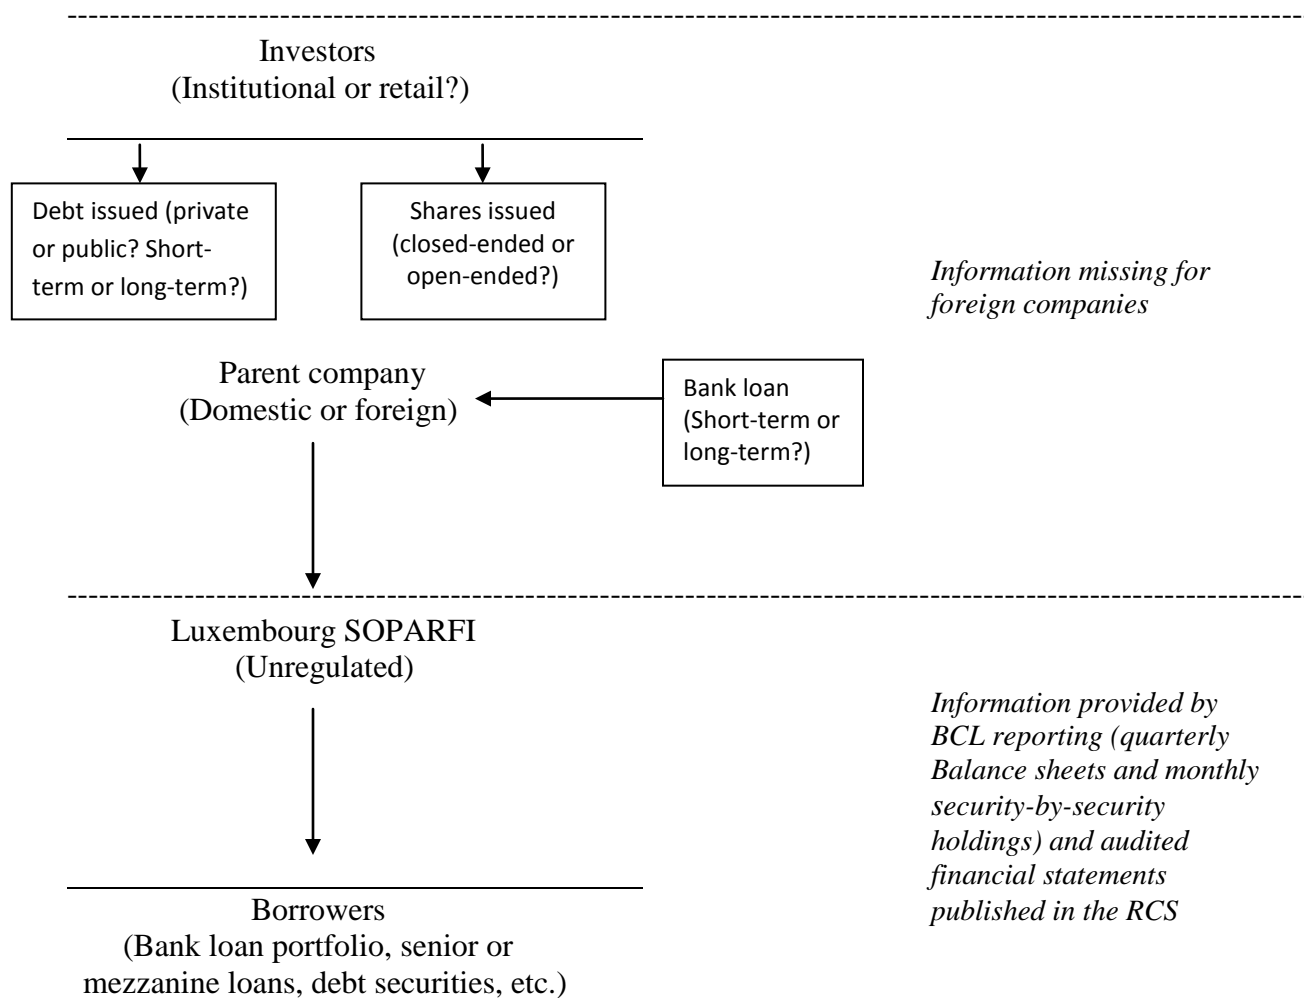 Investors
(Institutional or retail?)
Debt issued (private
or public? Short-
term or long-term?)
Shares issued
(closed-ended or
open-ended?)
Information missing for
foreign companies
Parent company
(Domestic or foreign)
Bank loan
(Short-term or
long-term?)
Luxembourg SOPARFI
(Unregulated)
Information provided by
BCL reporting (quarterly
Balance sheets and monthly
security-by-security
holdings) and audited
financial statements
published in the RCS
Borrowers
(Bank loan portfolio, senior or
mezzanine loans, debt securities, etc.)